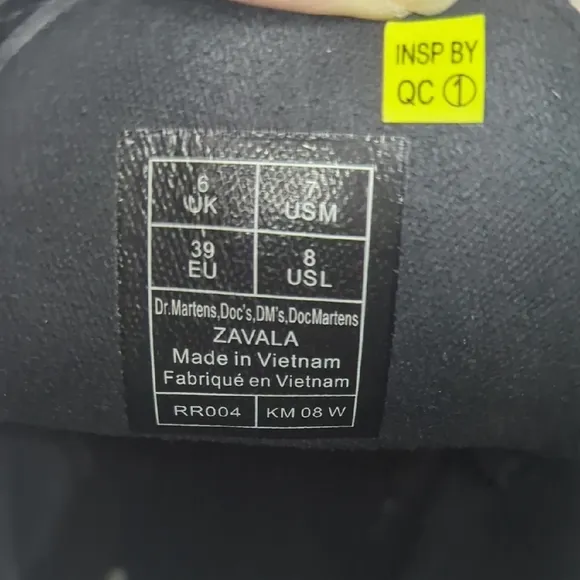 INSP BY
QC ①
6 7
UK USM
39 8
EU USL
Dr.Martens,Doc's,DM's,DocMartens
ZAVALA
Made in Vietnam
Fabriqué en Vietnam
RR004 KM 08 W